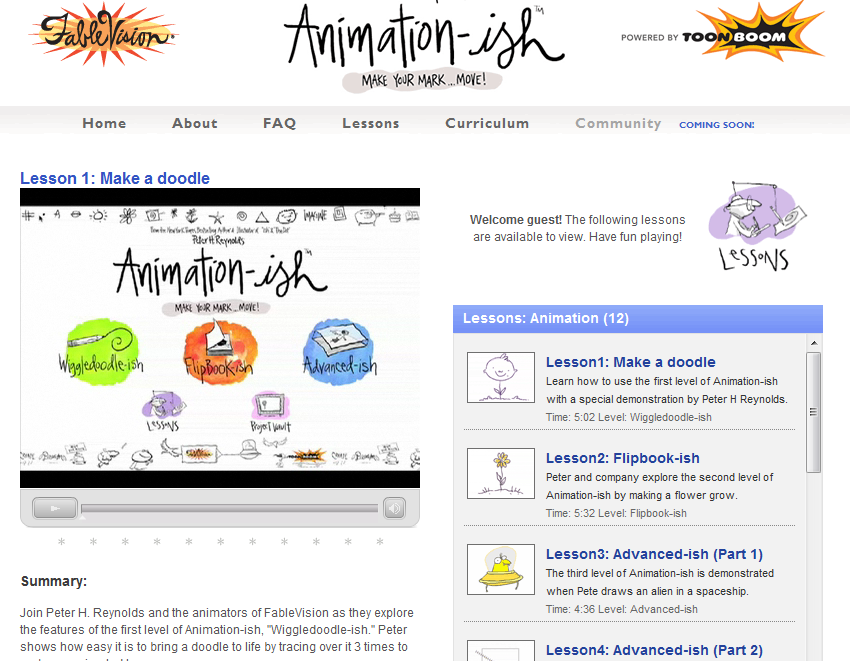 FableVision
Animation-ish™
MAKE YOUR MARK...MOVE!
POWERED BY TOON BOOM
Home About FAQ Lessons Curriculum Community COMING SOON!
Lesson 1: Make a doodle
IMAGINE
from the New York Times Bestselling Author & Illustrator of "ish & The Dot"
Peter H. Reynolds
Animation-ish™
MAKE YOUR MARK...MOVE!
Wiggledoodle-ish FlipBook-ish Advanced-ish
LESSONS Project Vault
Summary:
Join Peter H. Reynolds and the animators of FableVision as they explore
the features of the first level of Animation-ish, "Wiggledoodle-ish." Peter
shows how easy it is to bring a doodle to life by tracing over it 3 times to
Welcome guest! The following lessons
are available to view. Have fun playing!
LESSONS
Lessons: Animation (12)
Lesson1: Make a doodle
Learn how to use the first level of Animation-ish
with a special demonstration by Peter H Reynolds.
Time: 5:02 Level: Wiggledoodle-ish
Lesson2: Flipbook-ish
Peter and company explore the second level of
Animation-ish by making a flower grow.
Time: 5:32 Level: Flipbook-ish
Lesson3: Advanced-ish (Part 1)
The third level of Animation-ish is demonstrated
when Pete draws an alien in a spaceship.
Time: 4:36 Level: Advanced-ish
Lesson4: Advanced-ish (Part 2)